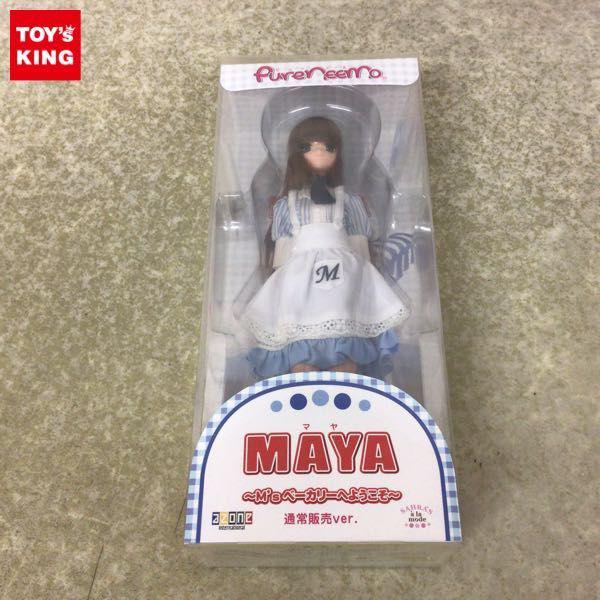 TOY's
KING
PureNeemo
M
マヤ
MAYA
～M's ベーカリーへようこそ～
通常販売ver.
azone
INTERNATIONAL
SAHRA'S
à la
mode